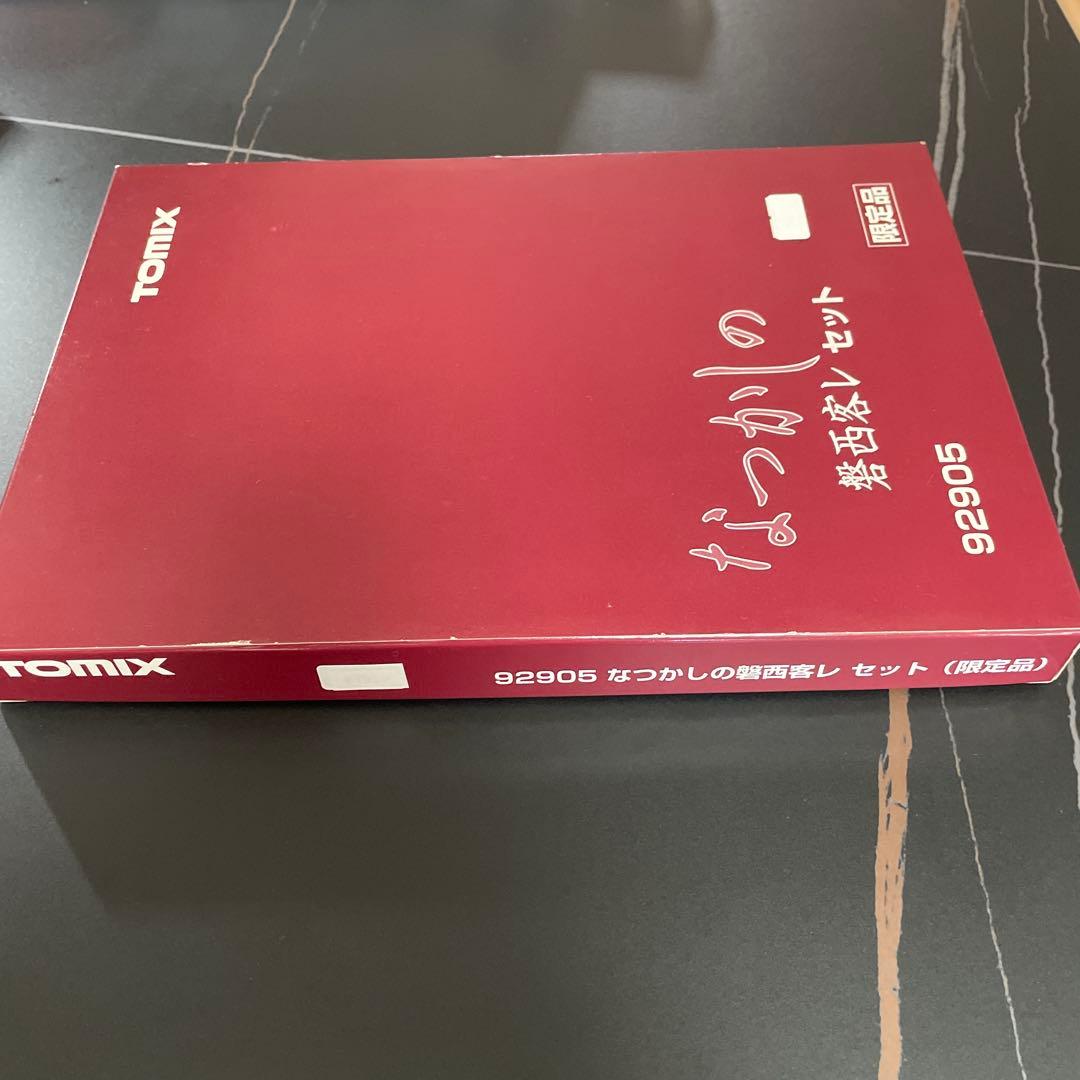 TOMIX
限定品
なつかしの
磐西客レ セット
92905
TOMIX
92905 なつかしの磐西客レ セット（限定品）